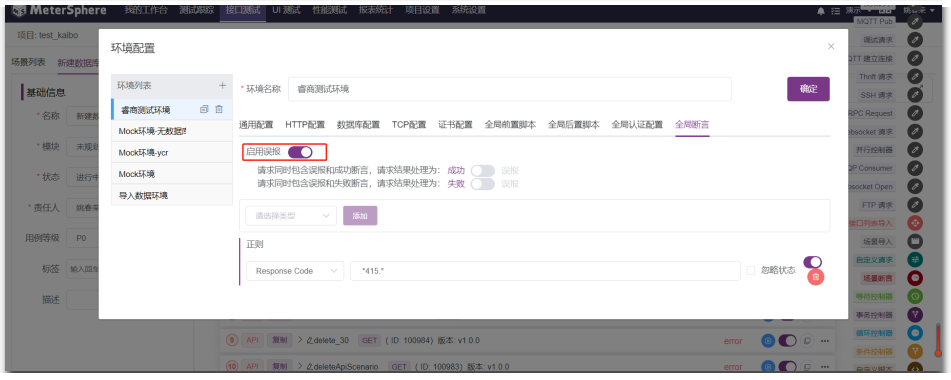 MeterSphere 我的工作台 测试跟踪 接口测试 UI 测试 性能测试 报表统计 项目设置 系统设置 演示
MQTT Pub
项目: test_kaibo
调试请求
环境配置
场景列表 新建数据库
环境列表 + * 环境名称 睿商测试环境 确定
Thrift 请求
基础信息
SSH 请求
睿商测试环境
* 名称 新建数
通用配置 HTTP配置 数据库配置 TCP配置 证书配置 全局前置脚本 全局后置脚本 全局认证配置 全局断言
RPC Request
Mock环境-无数据库
ebsocket 请求
* 模块 未规划
Mock环境-ycr
启用误报
并行控制器
请求同时包含误报和成功断言，请求结果处理为： 成功 误报
QP Consumer
Mock环境
* 状态 进行中
请求同时包含误报和失败断言，请求结果处理为： 失败 误报
bsocket Open
导入数据环境
* 责任人
FTP 请求
请选择类型 添加
接口列表导入
用例等级 P0
正则
场景导入
自定义请求
标签
Response Code .*415.* 忽略状态
场景断言
描述
等待控制器
事务控制器
9 API 复制 > delete_30 GET ( ID: 100984) 版本: v1.0.0 error
循环控制器
条件控制器
10 API 复制 > deleteApiScenario GET ( ID: 100983) 版本: v1.0.0 error
自定义脚本